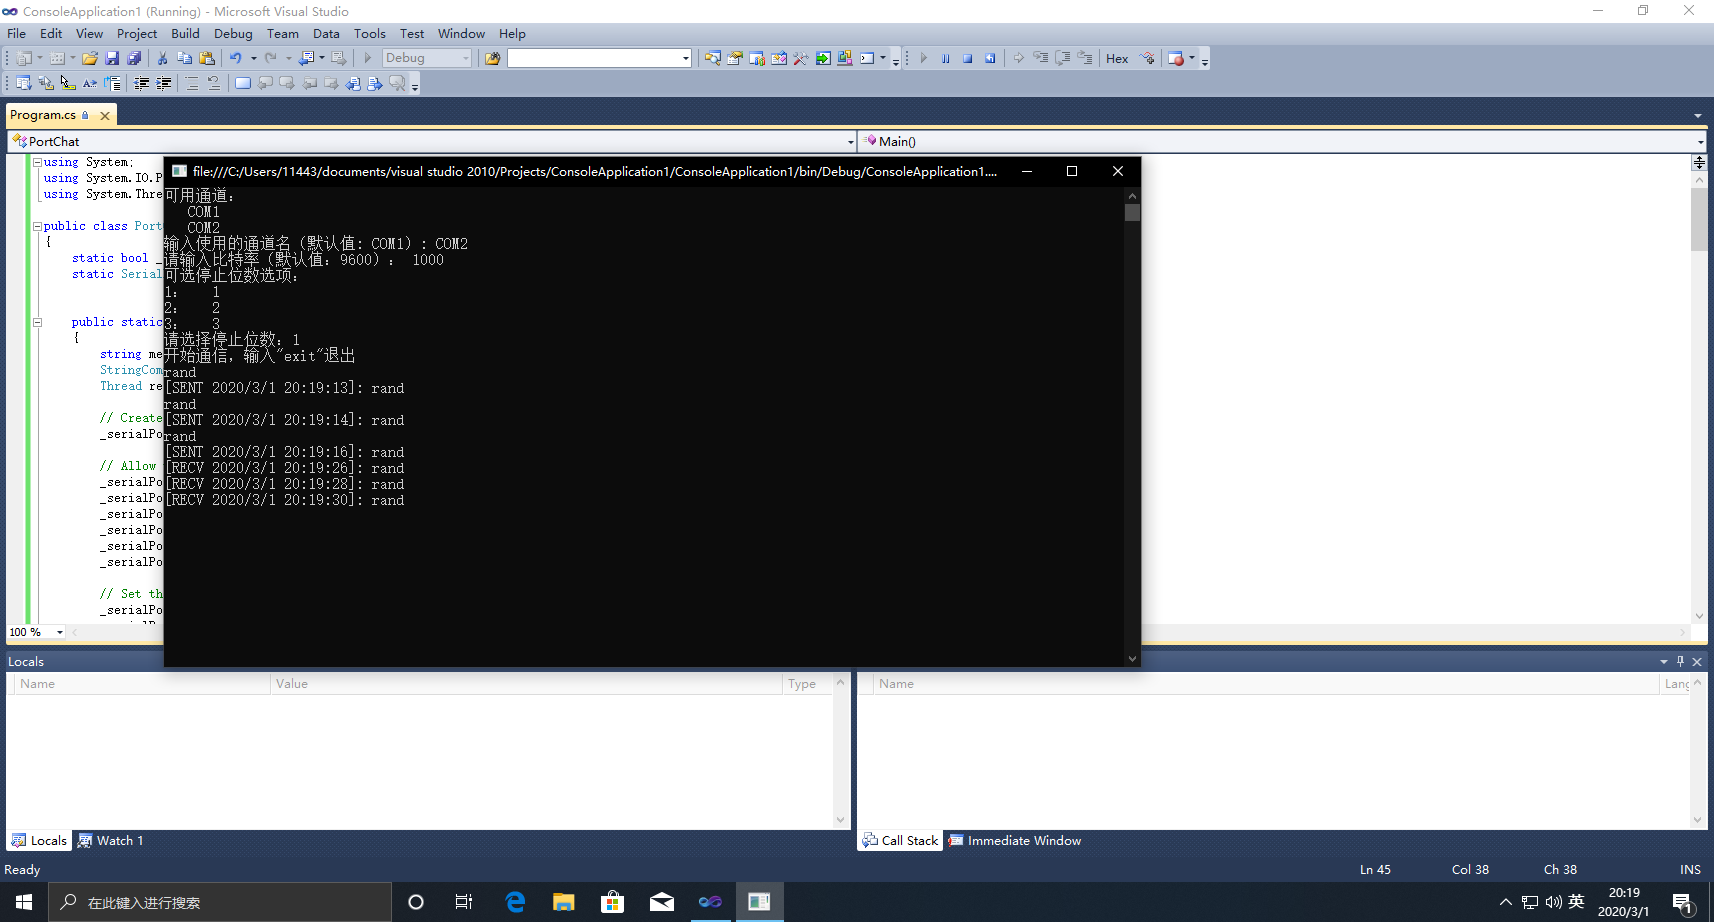 ConsoleApplication1 (Running) - Microsoft Visual Studio
File Edit View Project Build Debug Team Data Tools Test Window Help
Debug
Hex
Program.cs
PortChat
Main()
using System;
using System.IO.P
using System.Thre
public class Port
{
static bool _
static Serial
public static
{
string me
StringCom
Thread re
// Create
_serialPo
// Allow
_serialPo
_serialPo
_serialPo
_serialPo
_serialPo
_serialPo
// Set th
_serialPo
100 %
file:///C:/Users/11443/documents/visual studio 2010/Projects/ConsoleApplication1/ConsoleApplication1/bin/Debug/ConsoleApplication1....
可用通道：
COM1
COM2
输入使用的通道名（默认值：COM1）：COM2
请输入比特率（默认值：9600）： 1000
可选停止位数选项：
1： 1
2： 2
3： 3
请选择停止位数：1
开始通信，输入"exit"退出
rand
[SENT 2020/3/1 20:19:13]: rand
rand
[SENT 2020/3/1 20:19:14]: rand
rand
[SENT 2020/3/1 20:19:16]: rand
[RECV 2020/3/1 20:19:26]: rand
[RECV 2020/3/1 20:19:28]: rand
[RECV 2020/3/1 20:19:30]: rand
Locals
Name Value Type
Name Lang
Locals Watch 1
Call Stack Immediate Window
Ready Ln 45 Col 38 Ch 38 INS
在此键入进行搜索
英
20:19
2020/3/1
1